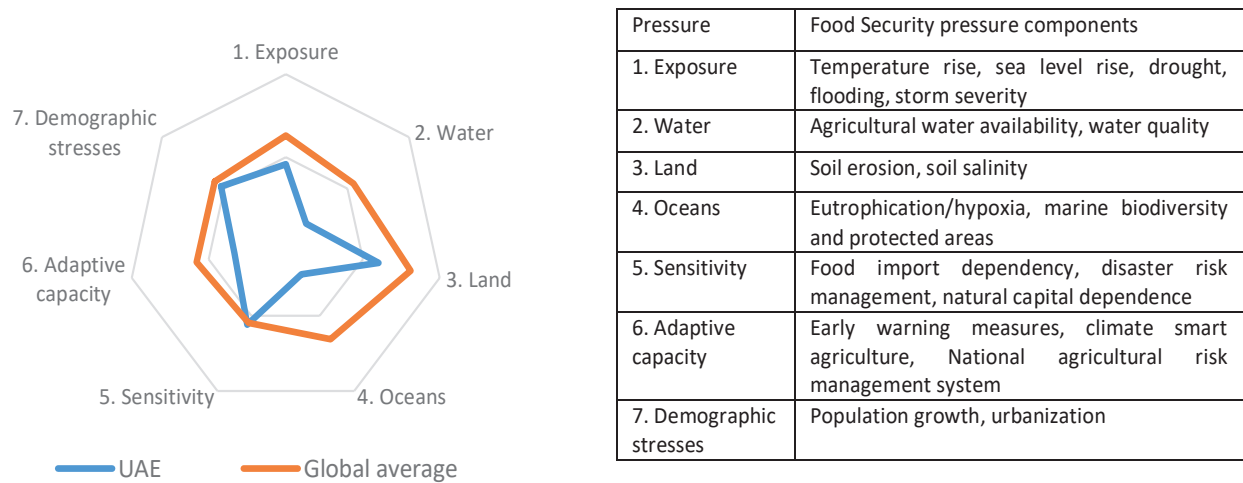 1. Exposure
7. Demographic
stresses
2. Water
6. Adaptive
capacity
3. Land
5. Sensitivity
4. Oceans
UAE
Global average
Pressure
Food Security pressure components
1. Exposure
Temperature rise, sea level rise, drought,
flooding, storm severity
2. Water
Agricultural water availability, water quality
3. Land
Soil erosion, soil salinity
4. Oceans
Eutrophication/hypoxia, marine biodiversity
and protected areas
5. Sensitivity
Food import dependency, disaster risk
management, natural capital dependence
6. Adaptive
capacity
Early warning measures, climate smart
agriculture, National agricultural risk
management system
7. Demographic
stresses
Population growth, urbanization